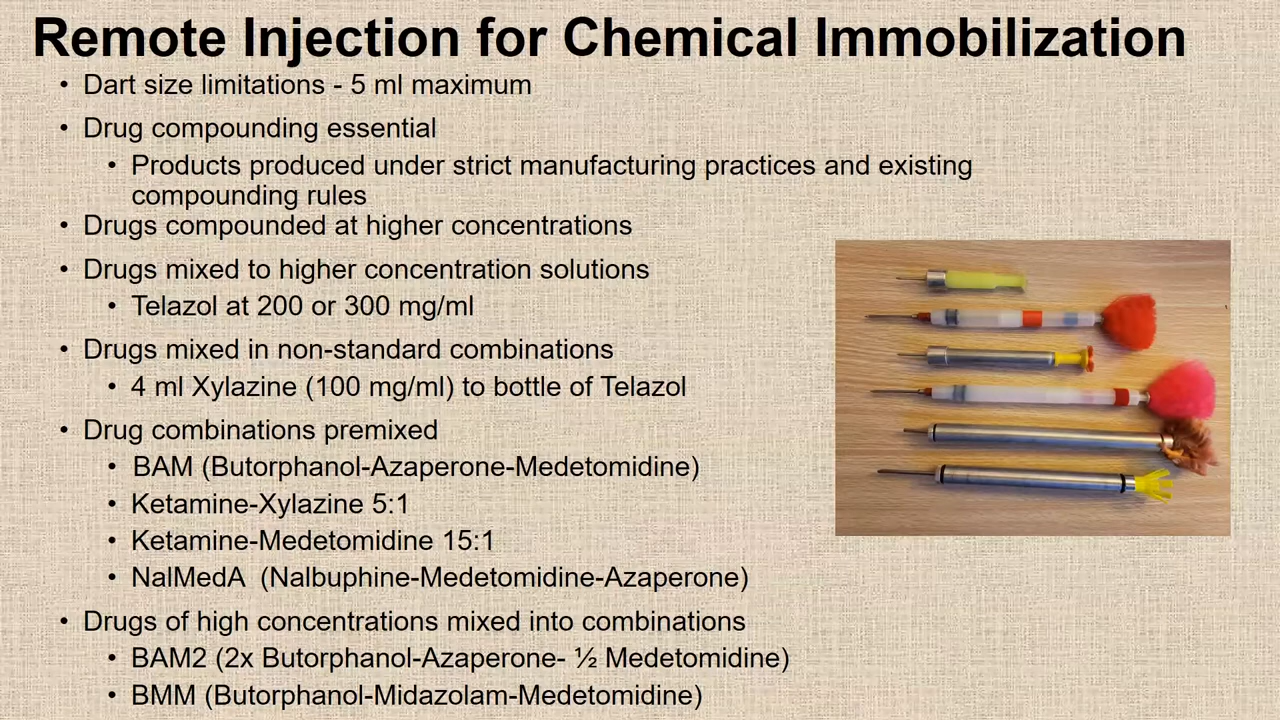 Remote Injection for Chemical Immobilization
• Dart size limitations - 5 ml maximum
• Drug compounding essential
• Products produced under strict manufacturing practices and existing
compounding rules
• Drugs compounded at higher concentrations
• Drugs mixed to higher concentration solutions
• Telazol at 200 or 300 mg/ml
• Drugs mixed in non-standard combinations
• 4 ml Xylazine (100 mg/ml) to bottle of Telazol
• Drug combinations premixed
• BAM (Butorphanol-Azaperone-Medetomidine)
• Ketamine-Xylazine 5:1
• Ketamine-Medetomidine 15:1
• NalMedA (Nalbuphine-Medetomidine-Azaperone)
• Drugs of high concentrations mixed into combinations
• BAM2 (2x Butorphanol-Azaperone- ½ Medetomidine)
• BMM (Butorphanol-Midazolam-Medetomidine)